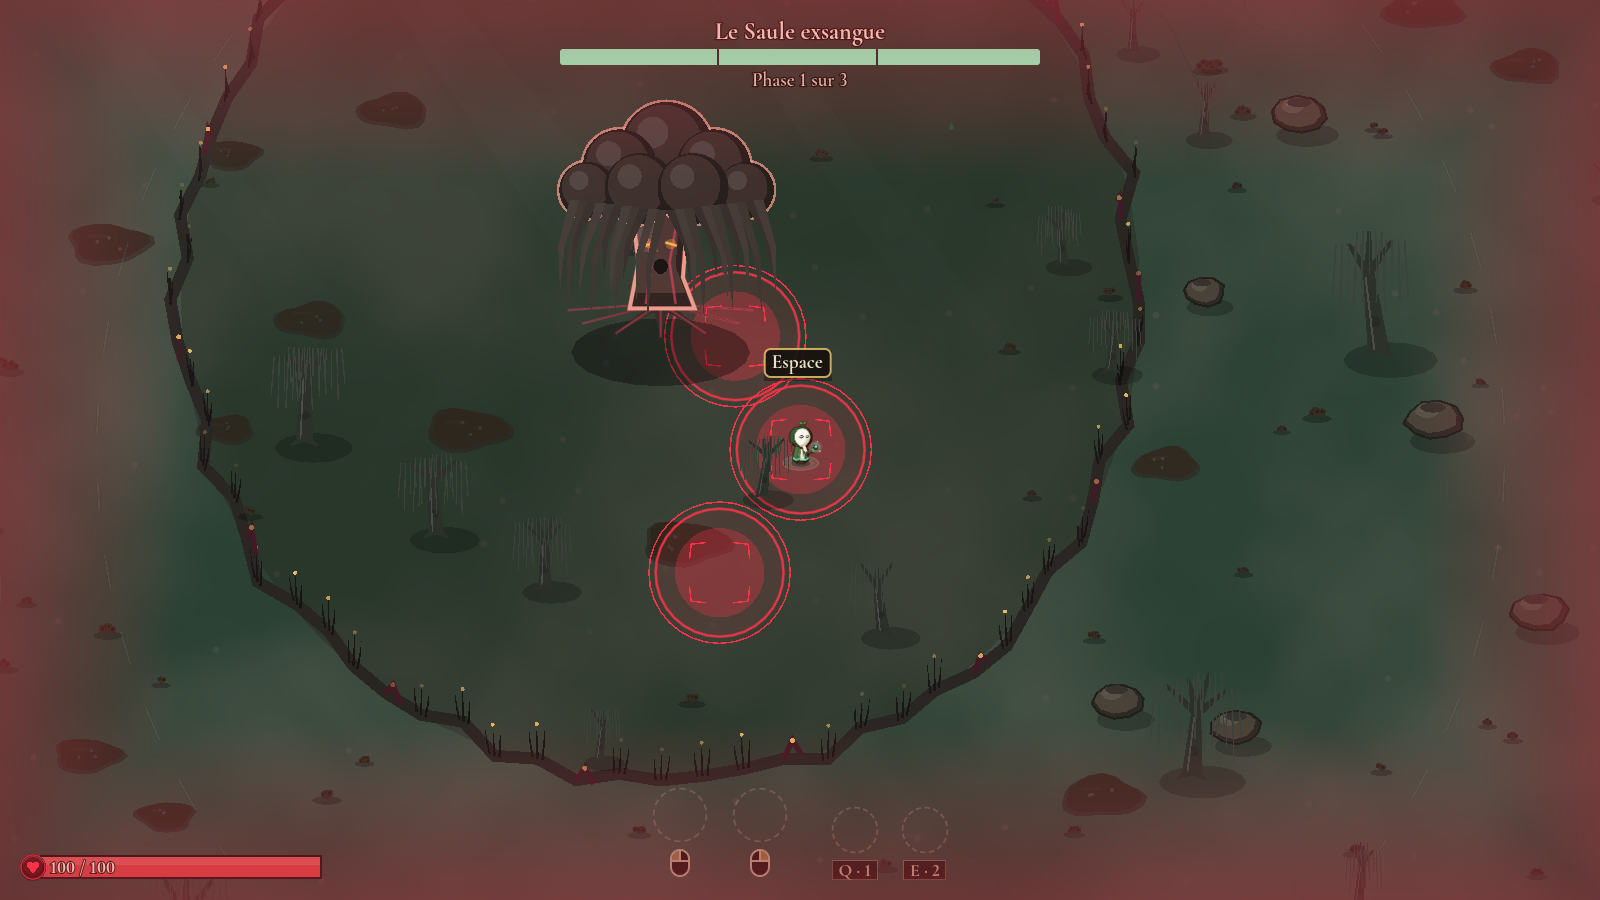 Le Saule exsangue
Phase 1 sur 3
Espace
100 / 100
Q · 1
E · 2